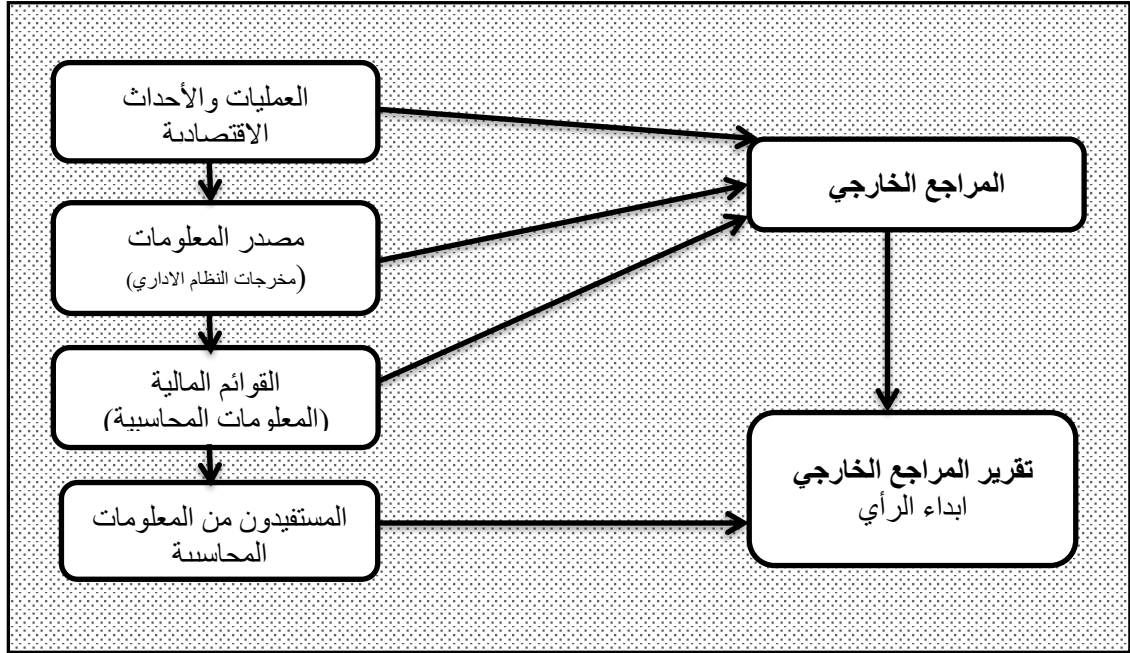 العمليات والأحداث
الاقتصادية
مصدر المعلومات
(مخرجات النظام الاداري)
القوائم المالية
(المعلومات المحاسبية)
المستفيدون من المعلومات
المحاسبية
المراجع الخارجي
تقرير المراجع الخارجي
ابداء الرأي